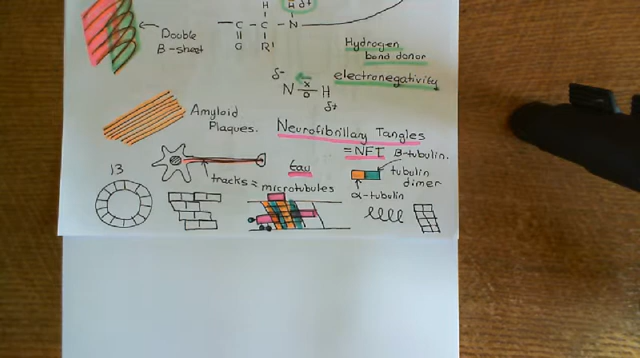 H H δ+
- C - C - N
O R'
Double
B-sheet
Hydrogen
bond donor
electronegativity
δ-
N x H
o
δ+
Amyloid
Plaques.
Neurofibrillary Tangles
= NFT
B-tubulin.
tau
tubulin
dimer
tracks = microtubules
α-tubulin
13